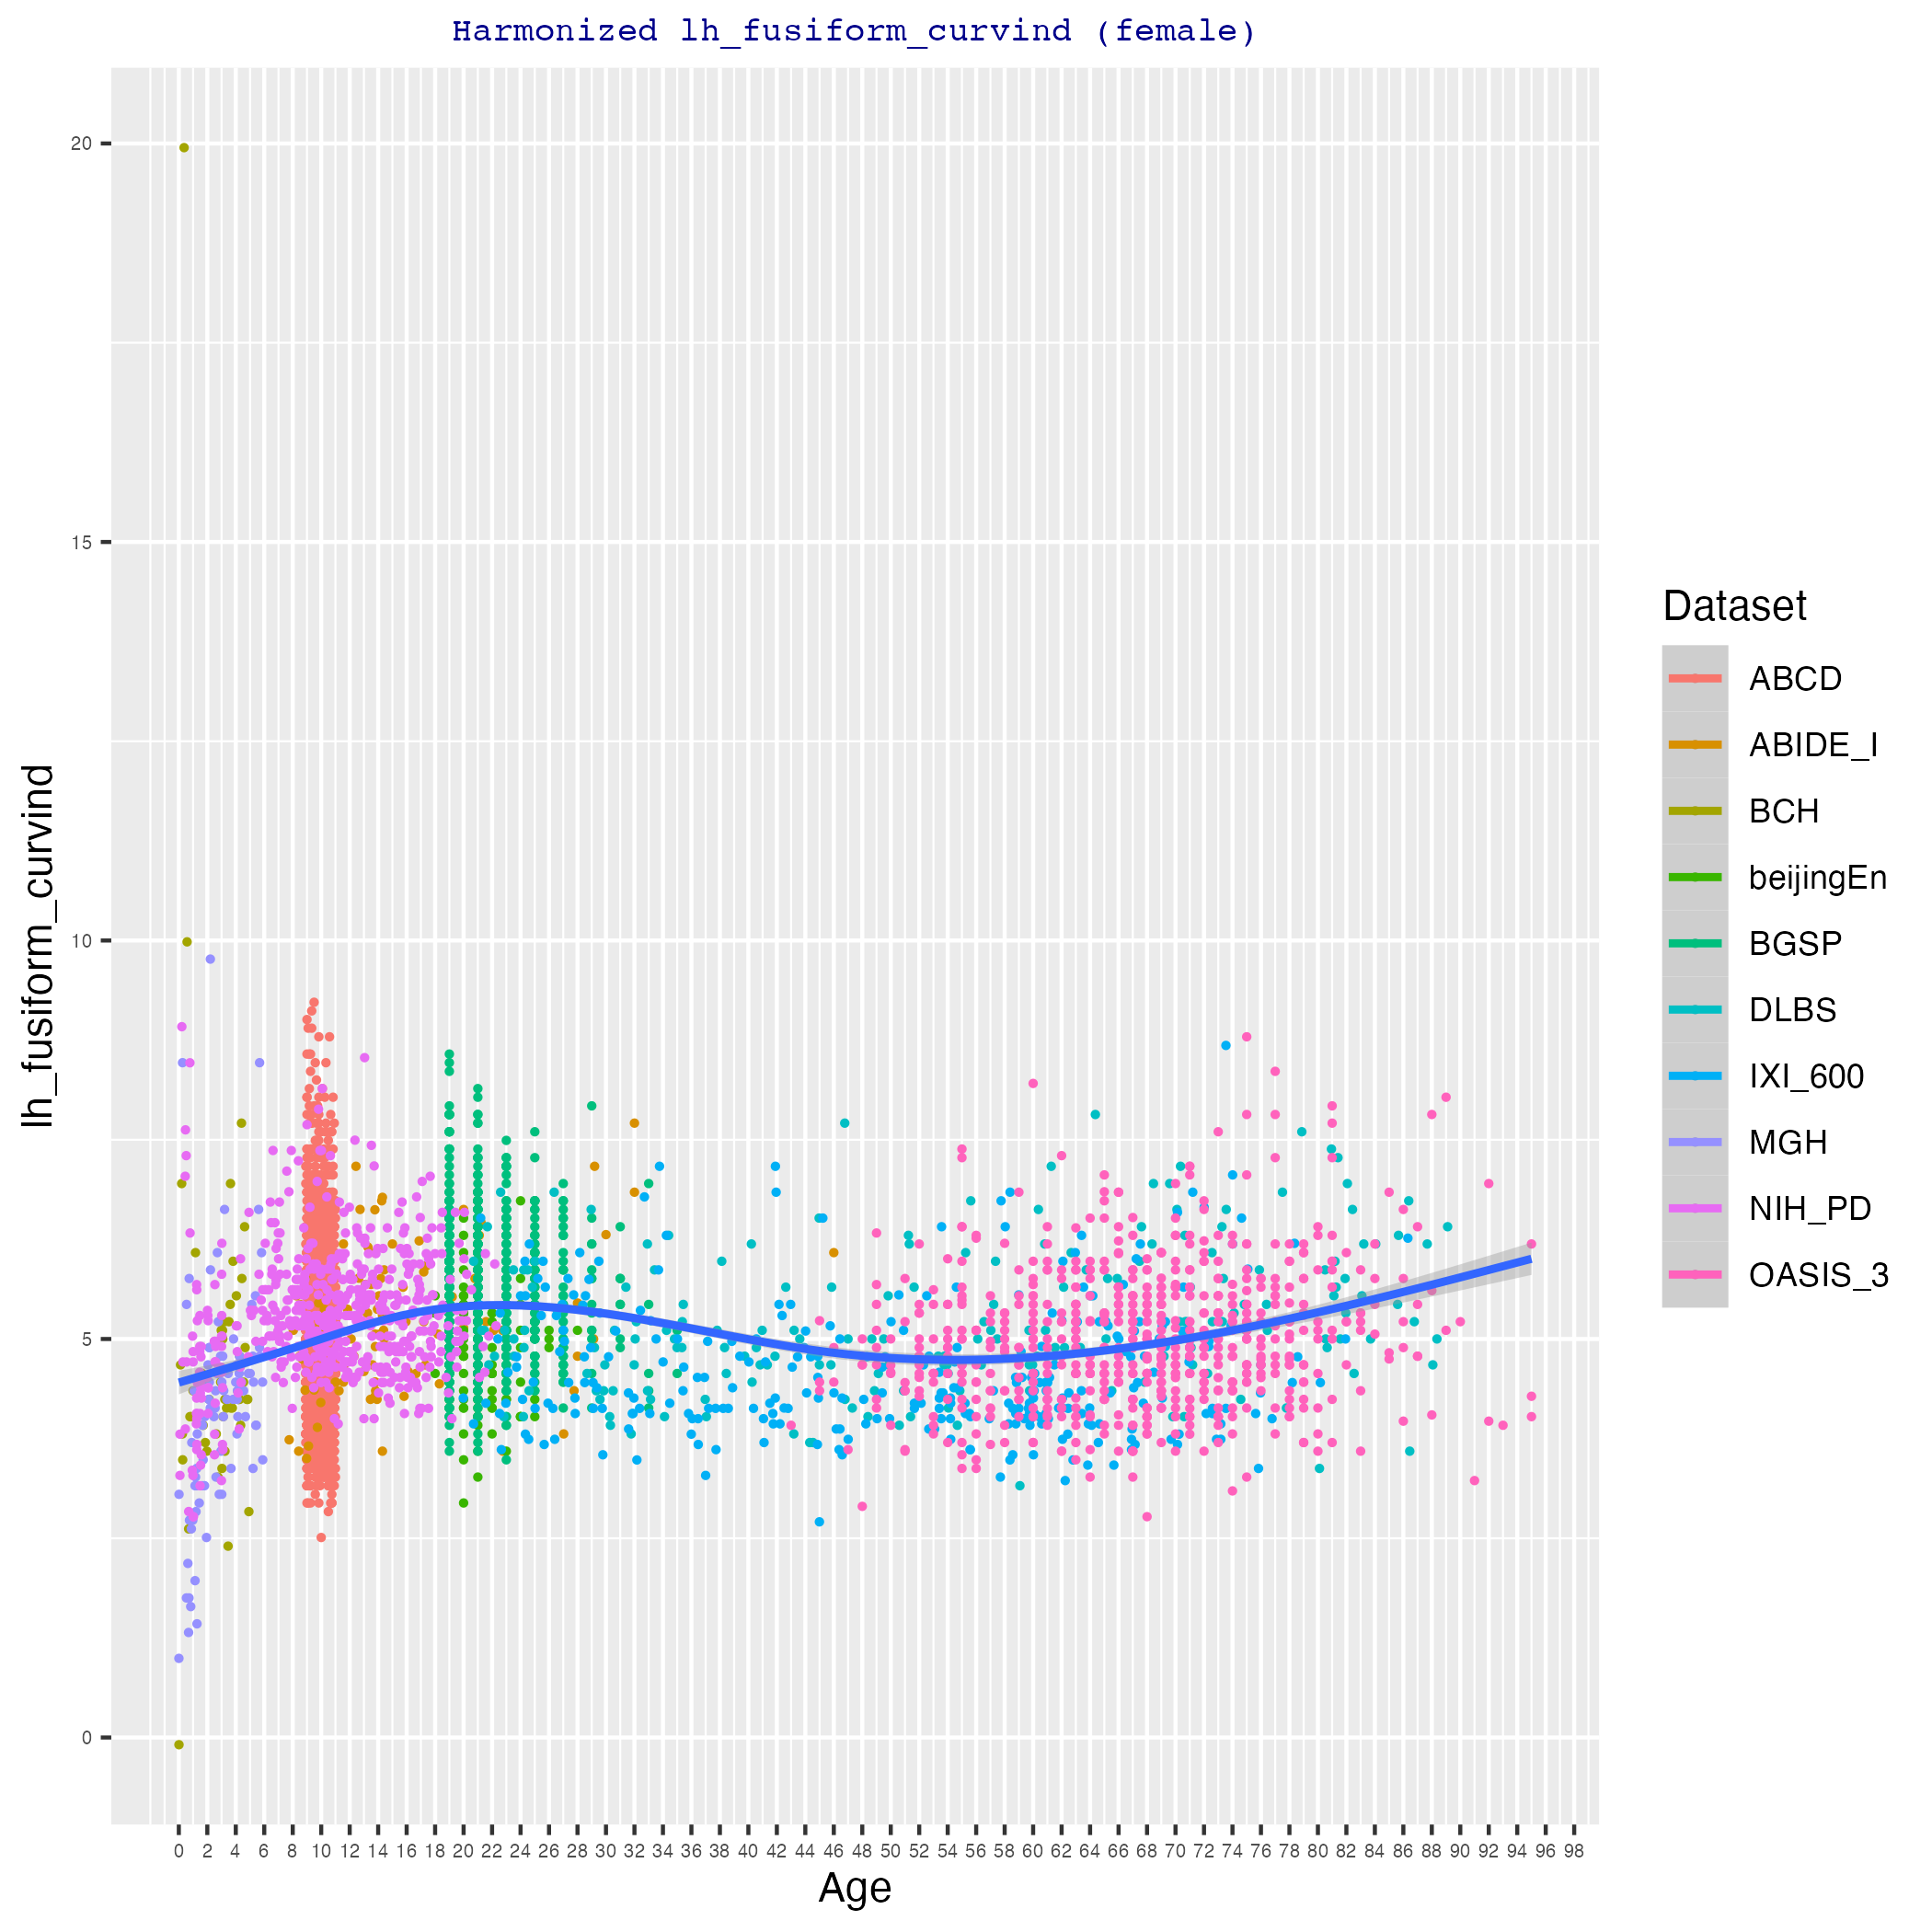 Harmonized lh_fusiform_curvind (female)
lh_fusiform_curvind
20
15
10
5
0
0 2 4 6 8 10 12 14 16 18 20 22 24 26 28 30 32 34 36 38 40 42 44 46 48 50 52 54 56 58 60 62 64 66 68 70 72 74 76 78 80 82 84 86 88 90 92 94 96 98
Age
Dataset
ABCD
ABIDE_I
BCH
beijingEn
BGSP
DLBS
IXI_600
MGH
NIH_PD
OASIS_3